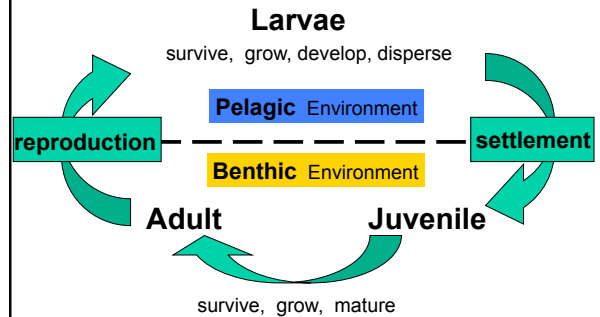 Larvae
survive, grow, develop, disperse
Pelagic Environment
reproduction
settlement
Benthic Environment
Adult
Juvenile
survive, grow, mature